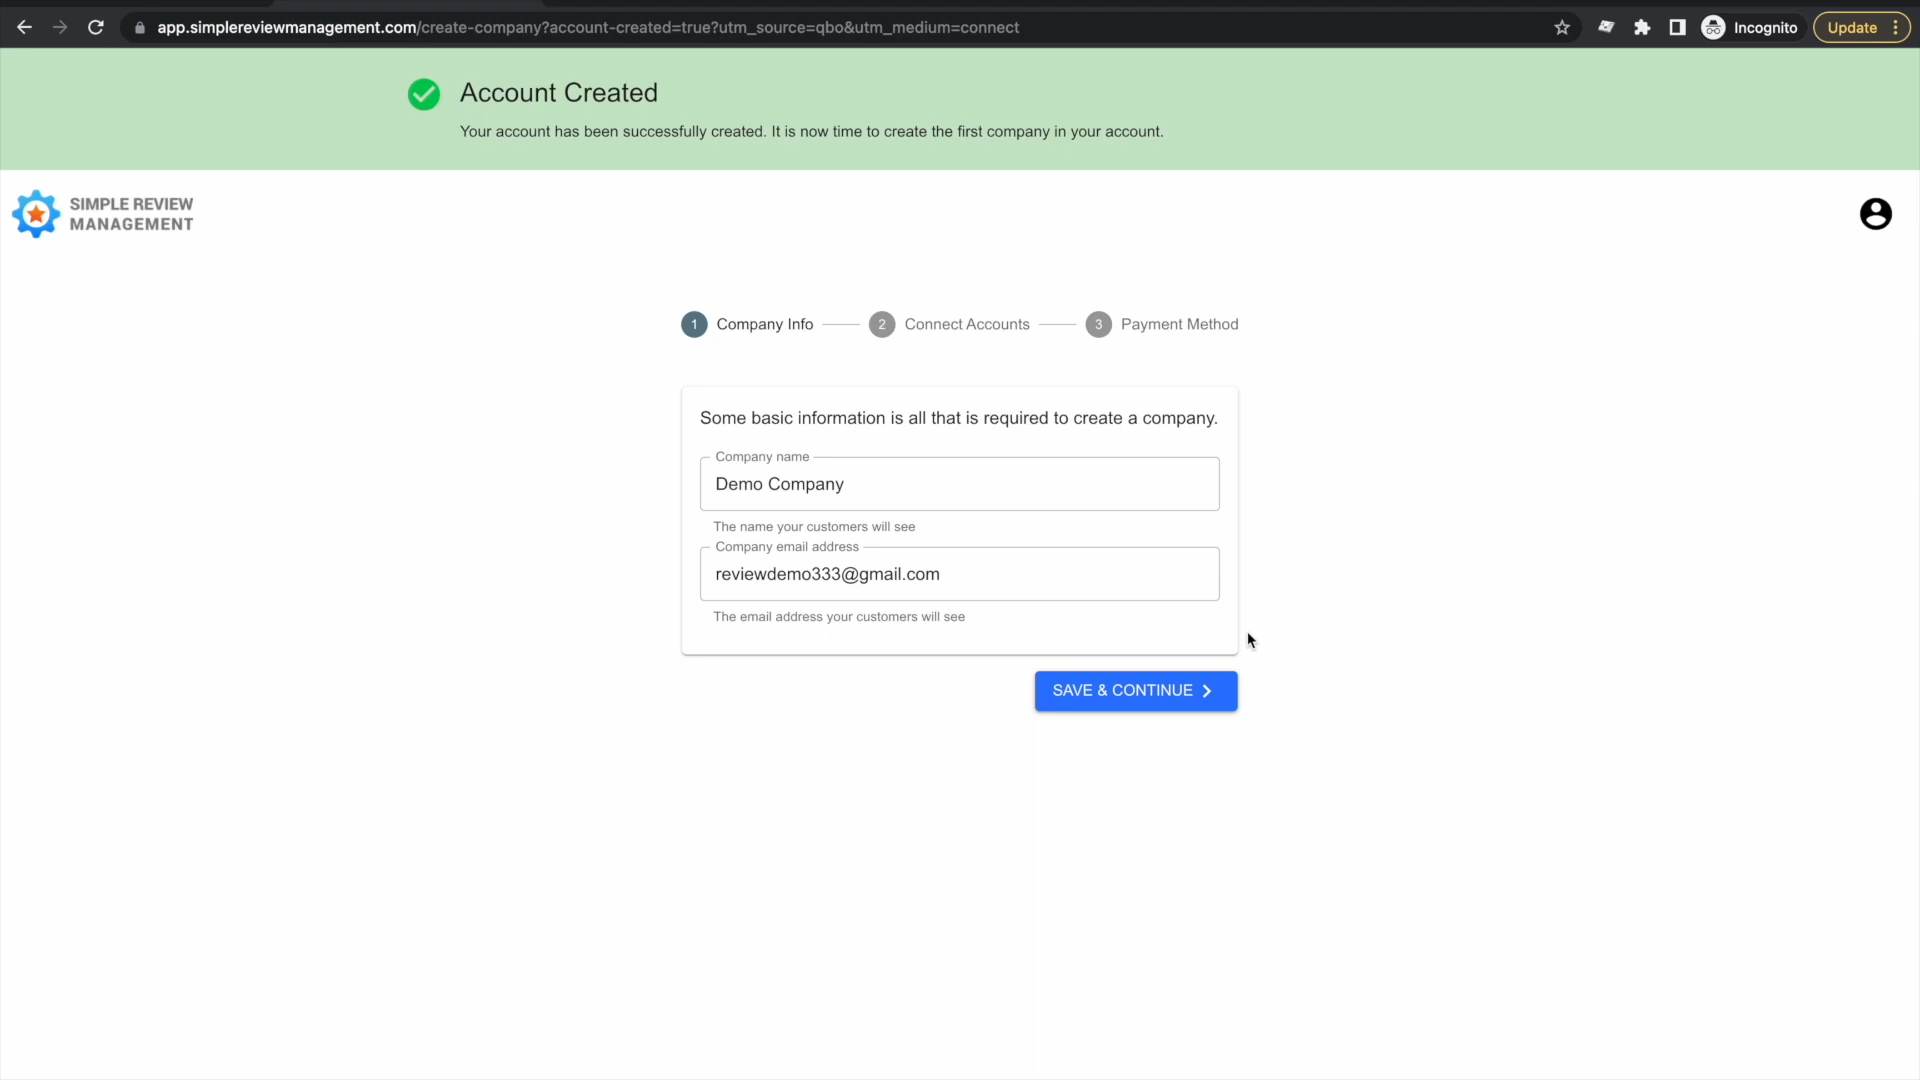 app.simplereviewmanagement.com/create-company?account-created=true?utm_source=qbo&utm_medium=connect
Incognito
Update
Account Created
Your account has been successfully created. It is now time to create the first company in your account.
SIMPLE REVIEW
MANAGEMENT
1 Company Info
2 Connect Accounts
3 Payment Method
Some basic information is all that is required to create a company.
Company name
Demo Company
The name your customers will see
Company email address
reviewdemo333@gmail.com
The email address your customers will see
SAVE & CONTINUE